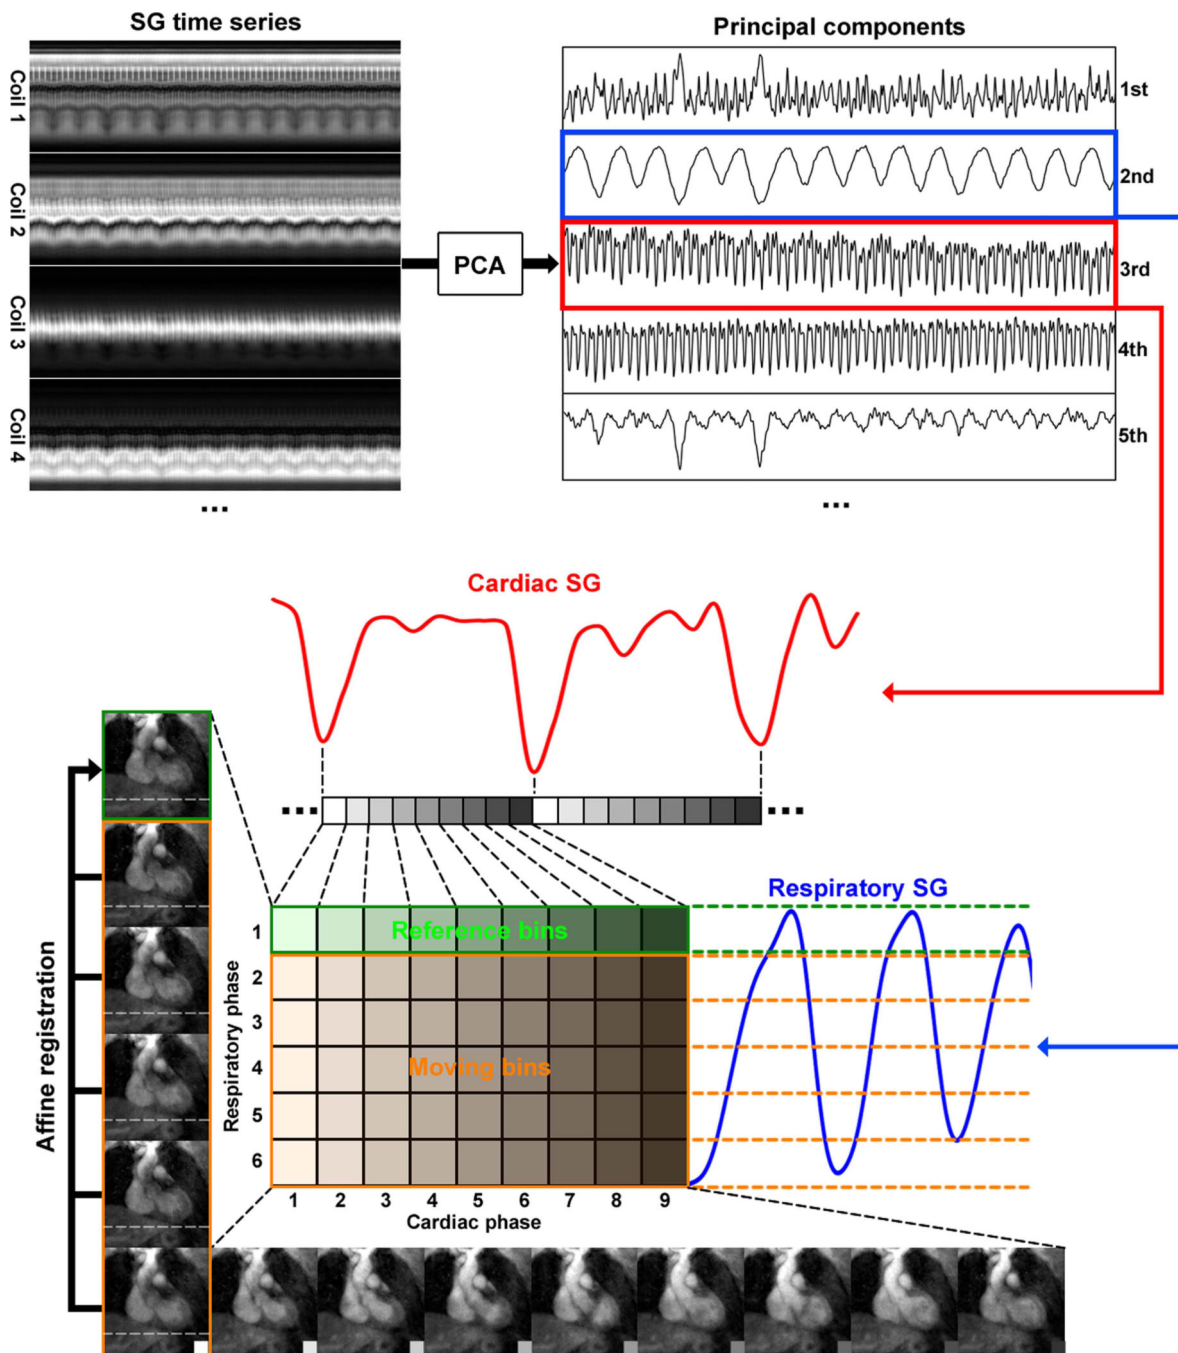 SG time series
Principal components
Coil 1
Coil 2
Coil 3
Coil 4
...
PCA
1st
2nd
3rd
4th
5th
...
Cardiac SG
...
...
Affine registration
Respiratory phase
1
2
3
4
5
6
Reference bins
Moving bins
Respiratory SG
1 2 3 4 5 6 7 8 9
Cardiac phase